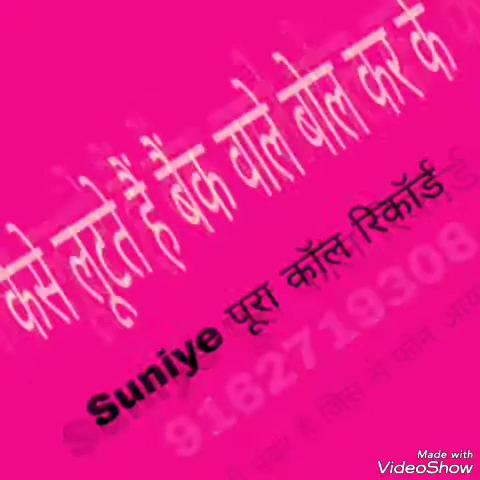 कैसे लूटते हैं बैंक वाले बोल कर के
Suniye पूरा कॉल रिकॉर्ड
9162719308
Made with
VideoShow